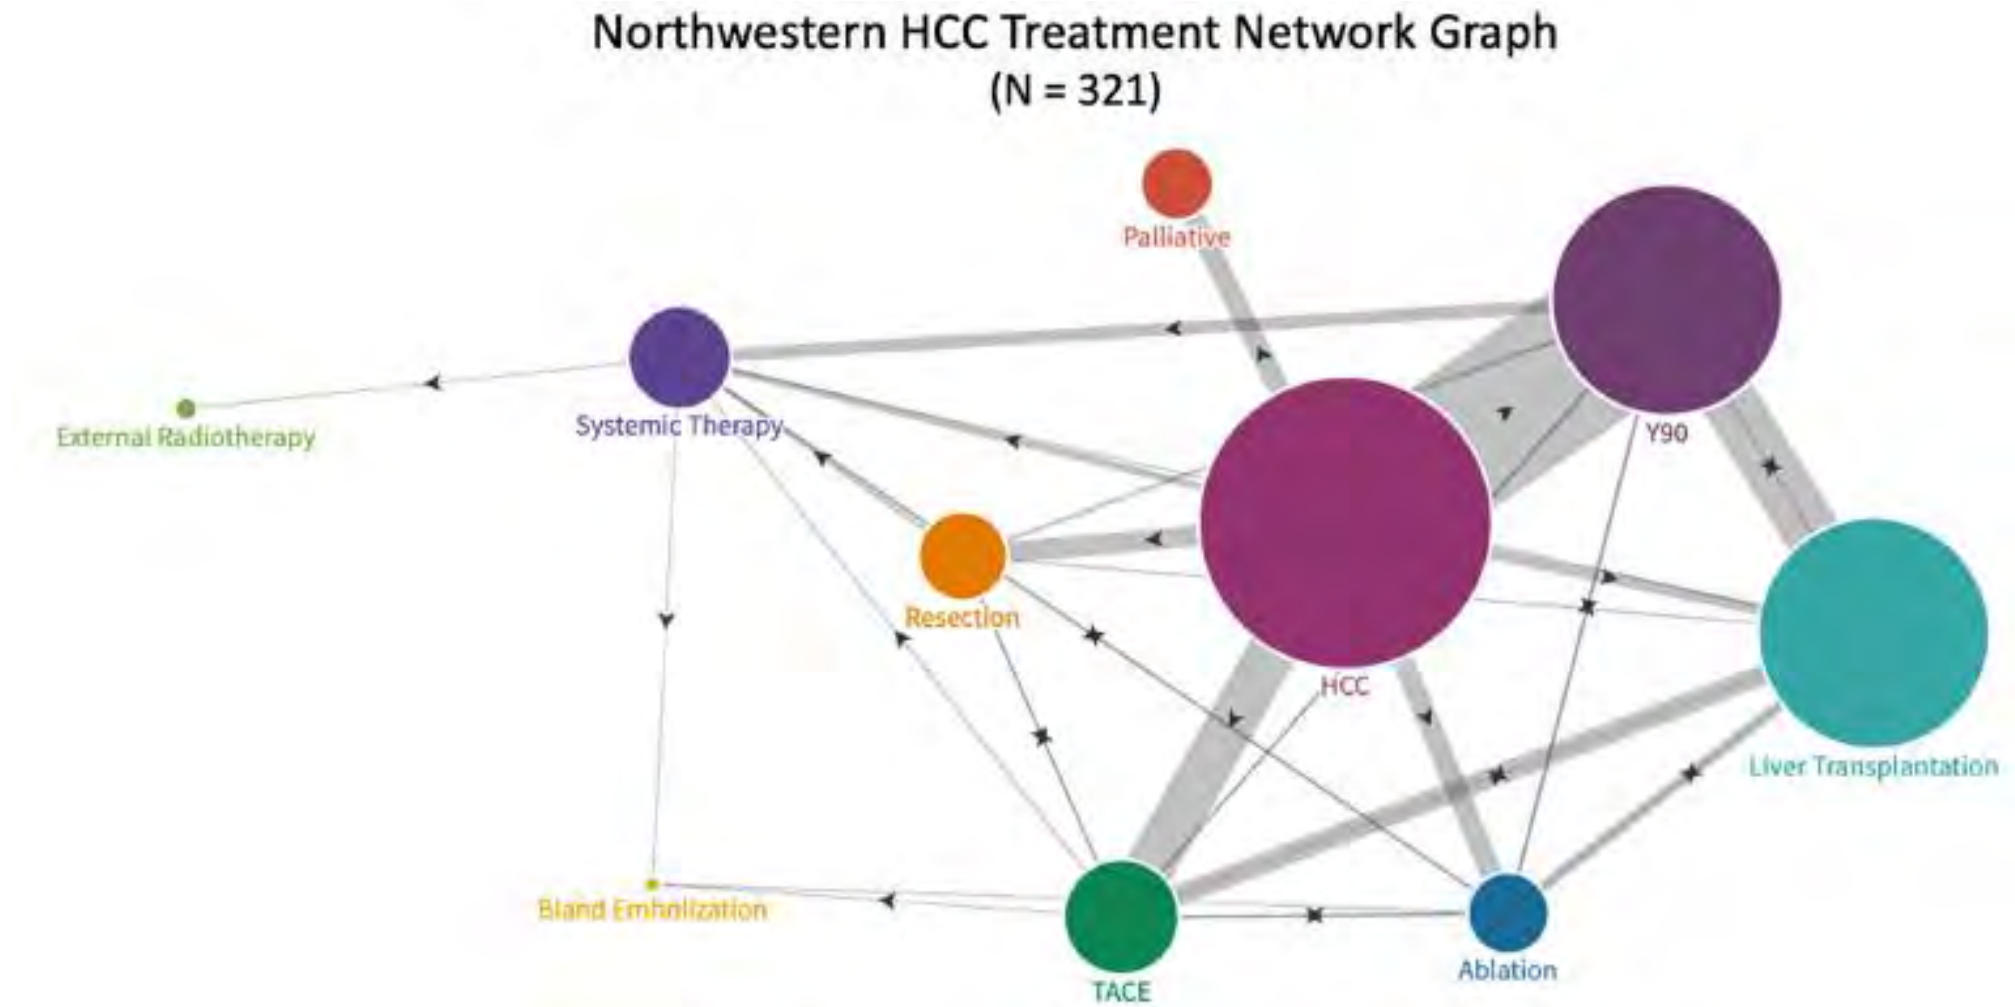 Northwestern HCC Treatment Network Graph
(N = 321)
Palliative
Y90
External Radiotherapy
Systemic Therapy
Resection
HCC
Liver Transplantation
Bland Embolization
Ablation
TACE